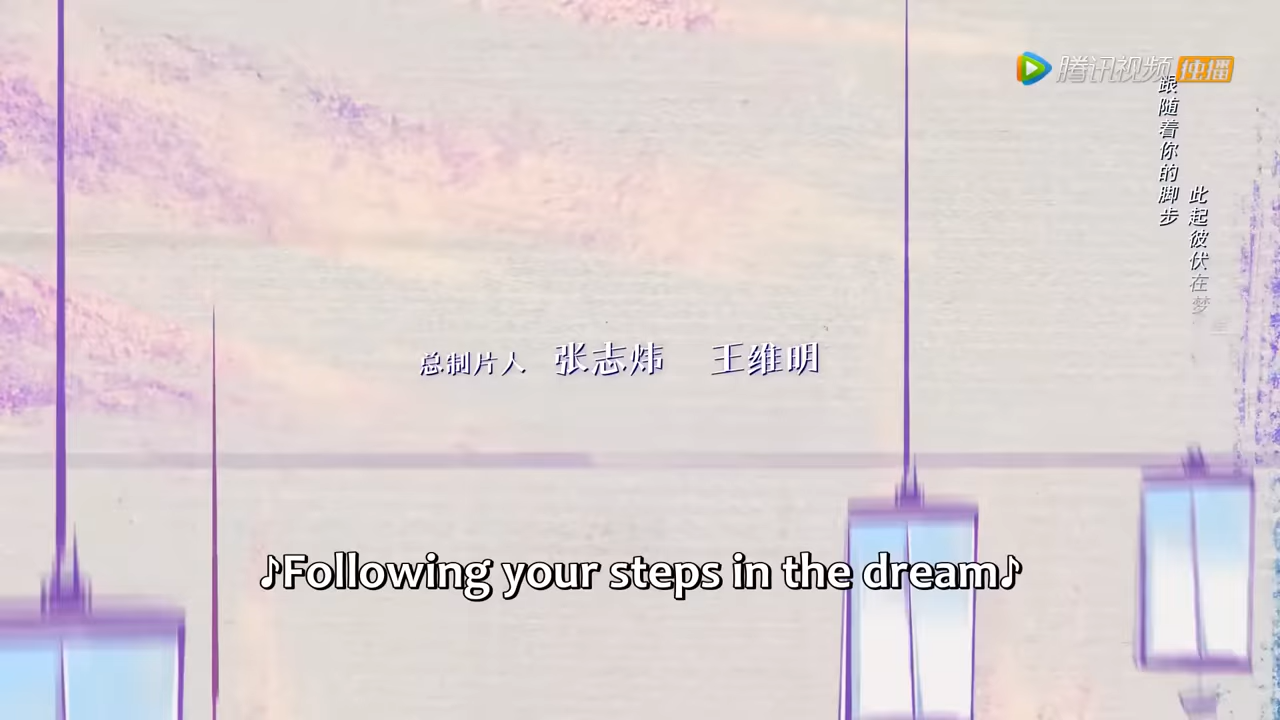 腾讯视频 独播
跟随着你的脚步
此起彼伏在梦
总制片人 张志炜 王维明
♪Following your steps in the dream♪